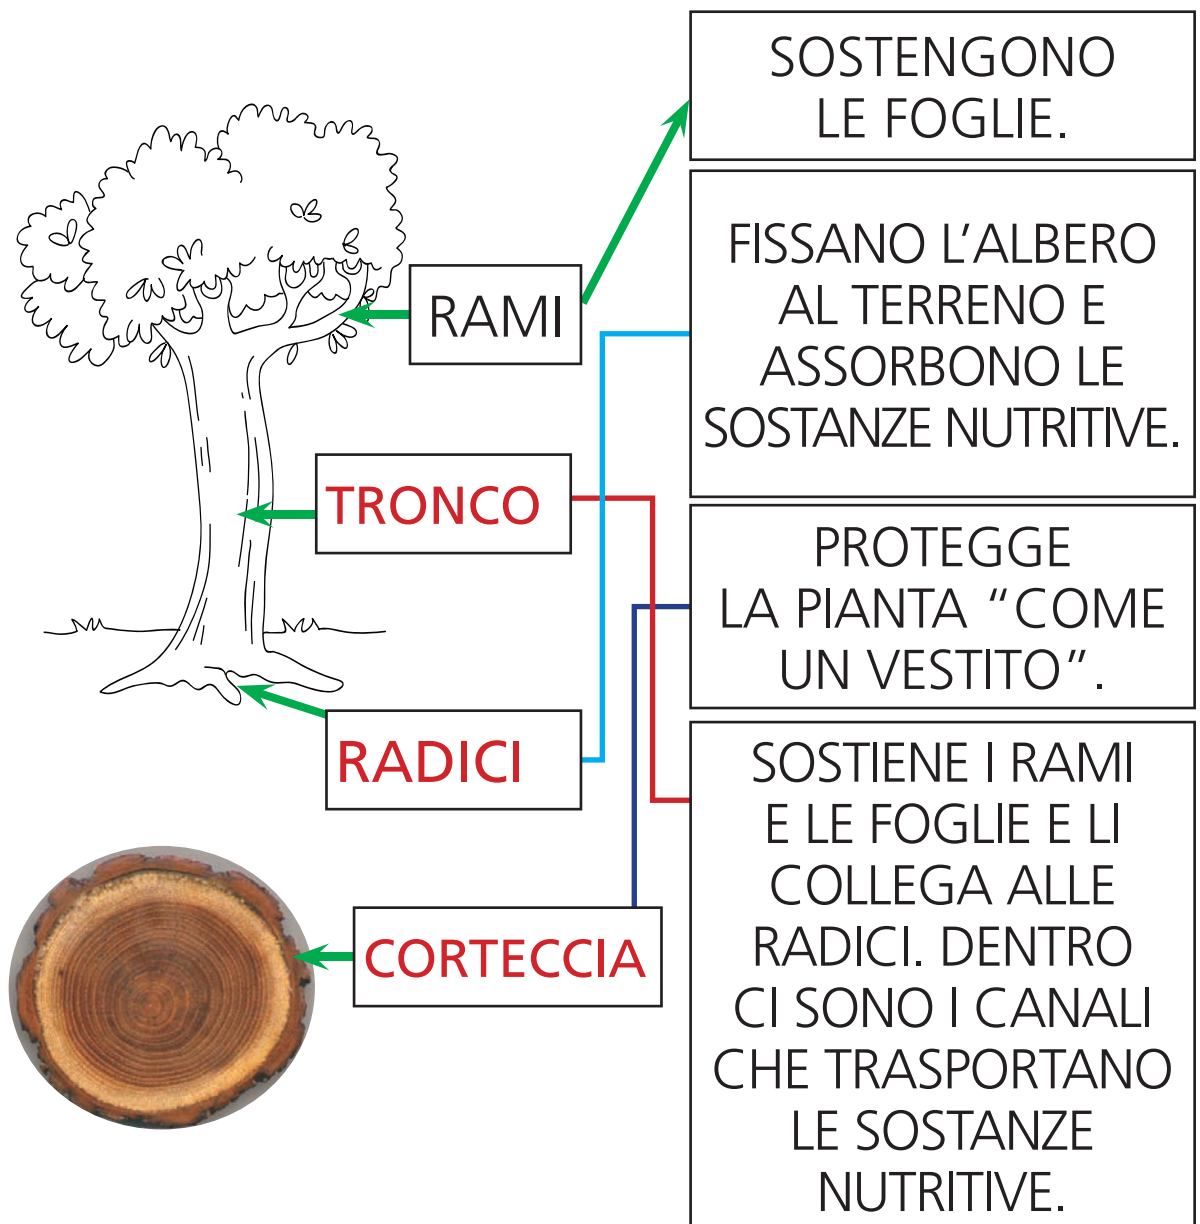 SOSTENGONO
LE FOGLIE.
RAMI
FISSANO L'ALBERO
AL TERRENO E
ASSORBONO LE
SOSTANZE NUTRITIVE.
TRONCO
PROTEGGE
LA PIANTA “COME
UN VESTITO”.
RADICI
SOSTIENE I RAMI
E LE FOGLIE E LI
COLLEGA ALLE
RADICI. DENTRO
CI SONO I CANALI
CHE TRASPORTANO
LE SOSTANZE
NUTRITIVE.
CORTECCIA